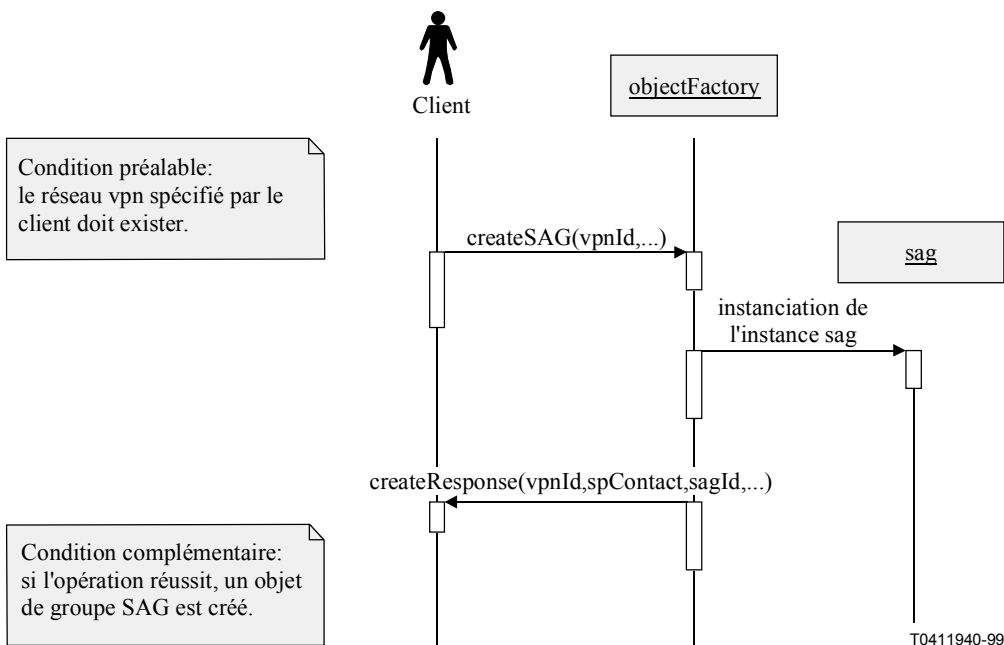 Client
objectFactory
Condition préalable:
le réseau vpn spécifié par le
client doit exister.
createSAG(vpnId,...)
sag
instanciation de
l'instance sag
createResponse(vpnId,spContact,sagId,...)
Condition complémentaire:
si l'opération réussit, un objet
de groupe SAG est créé.
T0411940-99